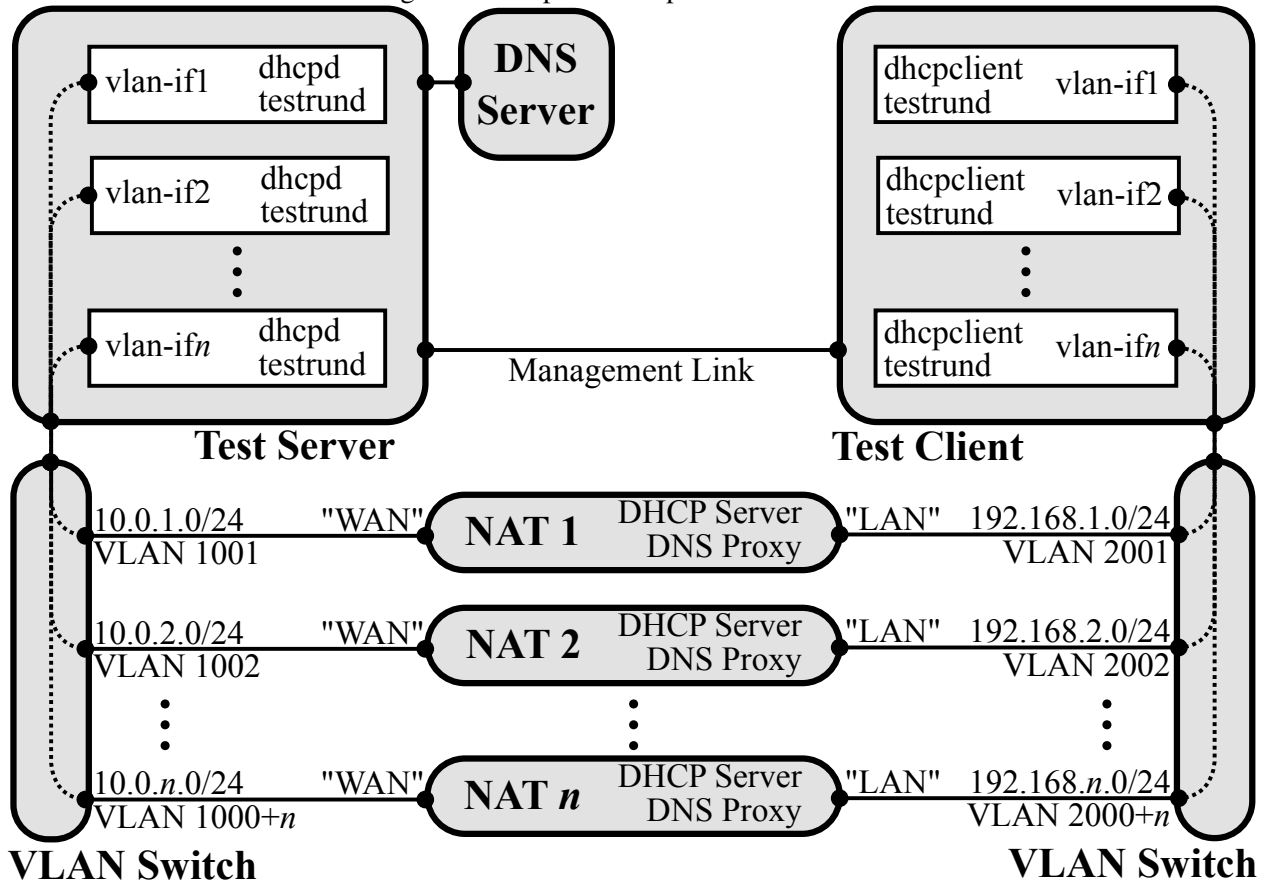 vlan-if1
dhcpd
testrund
vlan-if2
dhcpd
testrund
vlan-ifn
dhcpd
testrund
Test Server
DNS
Server
Management Link
dhcpclient
testrund
vlan-if1
dhcpclient
testrund
vlan-if2
dhcpclient
testrund
vlan-ifn
Test Client
10.0.1.0/24
VLAN 1001
"WAN"
NAT 1
DHCP Server
DNS Proxy
"LAN"
192.168.1.0/24
VLAN 2001
10.0.2.0/24
VLAN 1002
"WAN"
NAT 2
DHCP Server
DNS Proxy
"LAN"
192.168.2.0/24
VLAN 2002
10.0.n.0/24
VLAN 1000+n
"WAN"
NAT n
DHCP Server
DNS Proxy
"LAN"
192.168.n.0/24
VLAN 2000+n
VLAN Switch
VLAN Switch